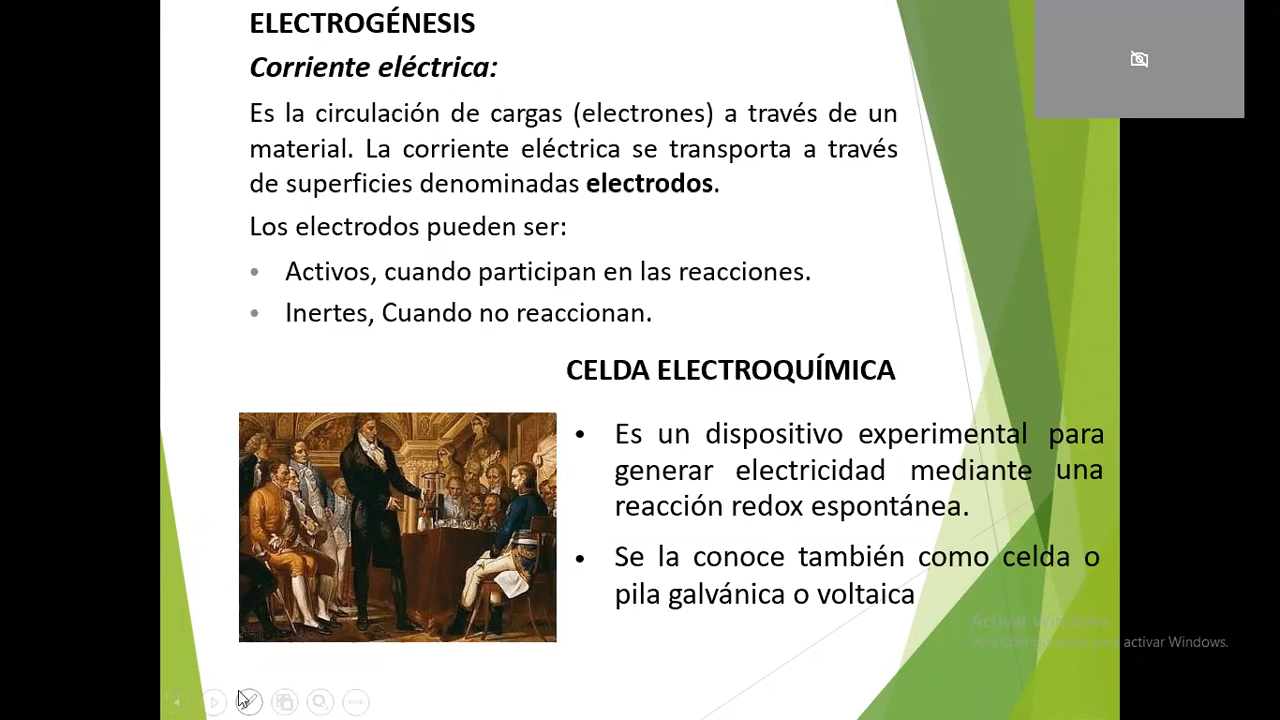 ELECTROGÉNESIS
Corriente eléctrica:
Es la circulación de cargas (electrones) a través de un
material. La corriente eléctrica se transporta a través
de superficies denominadas electrodos.
Los electrodos pueden ser:
• Activos, cuando participan en las reacciones.
• Inertes, Cuando no reaccionan.
CELDA ELECTROQUÍMICA
• Es un dispositivo experimental para
generar electricidad mediante una
reacción redox espontánea.
• Se la conoce también como celda o
pila galvánica o voltaica
Activar Windows
activar Windows.